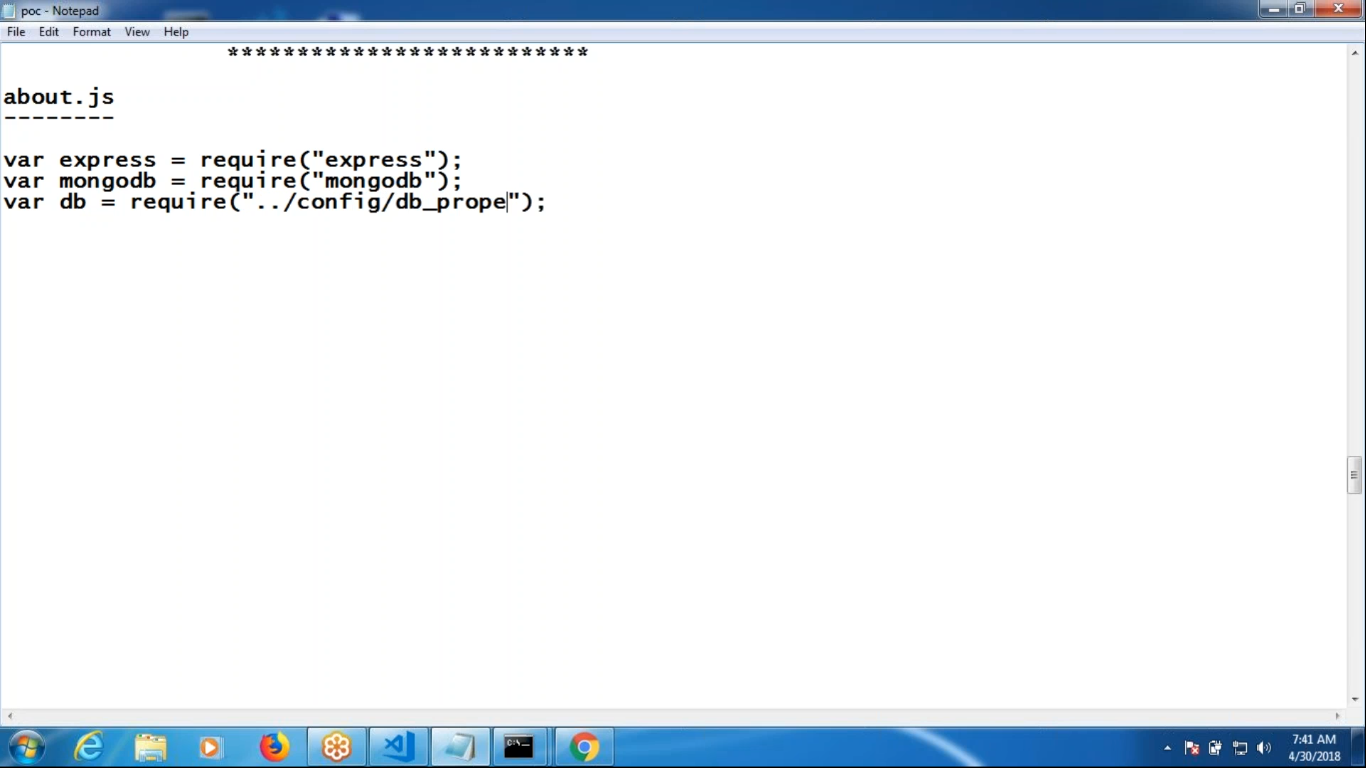 poc - Notepad
File Edit Format View Help
**************************
about.js
--------
var express = require("express");
var mongodb = require("mongodb");
var db = require("../config/db_prope");
C:\_
7:41 AM
4/30/2018